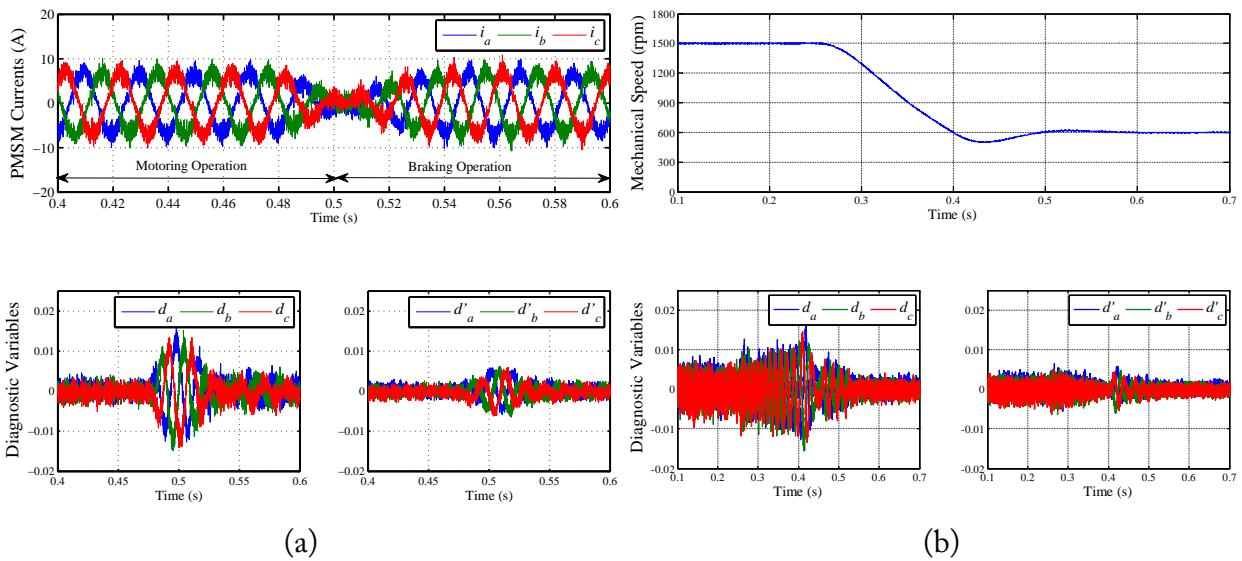 20
10
0
−10
−20
PMSM Currents (A)
i_a i_b i_c
Motoring Operation
Braking Operation
0.4 0.42 0.44 0.46 0.48 0.5 0.52 0.54 0.56 0.58 0.6
Time (s)
1800
1500
1200
900
600
300
0
Mechanical Speed (rpm)
0.1 0.2 0.3 0.4 0.5 0.6 0.7
Time (s)
0.02
0.01
0
−0.01
−0.02
Diagnostic Variables
d_a d_b d_c
0.4 0.45 0.5 0.55 0.6
Time (s)
0.02
0.01
0
−0.01
−0.02
d'_a d'_b d'_c
0.4 0.45 0.5 0.55 0.6
Time (s)
0.02
0.01
0
−0.01
−0.02
Diagnostic Variables
d_a d_b d_c
0.1 0.2 0.3 0.4 0.5 0.6 0.7
Time (s)
0.02
0.01
0
−0.01
−0.02
d'_a d'_b d'_c
0.1 0.2 0.3 0.4 0.5 0.6 0.7
Time (s)
(a)
(b)